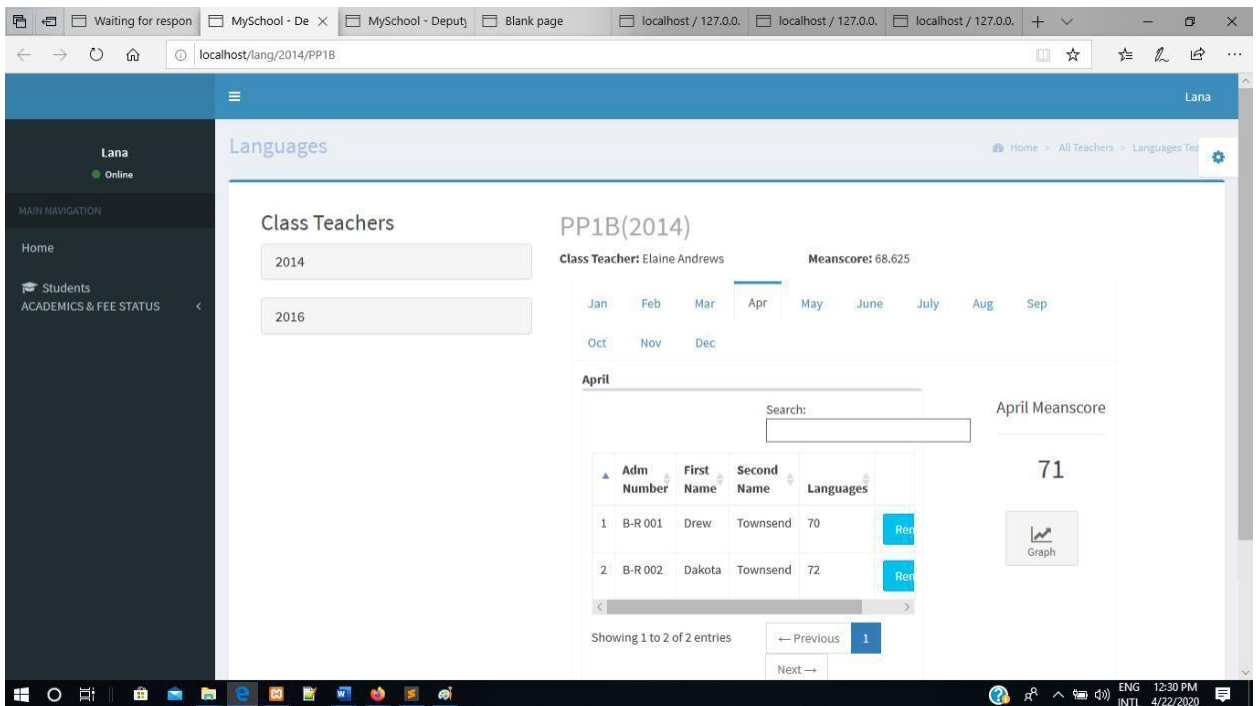 Waiting for respon
MySchool - De
MySchool - Deputy
Blank page
localhost / 127.0.0.
localhost / 127.0.0.
localhost / 127.0.0.
localhost/lang/2014/PP1B
Lana
Lana
Online
MAIN NAVIGATION
Home
Students
ACADEMICS & FEE STATUS
Languages
Home > All Teachers > Languages Tea
Class Teachers
2014
2016
PP1B(2014)
Class Teacher: Elaine Andrews Meanscore: 68.625
Jan Feb Mar Apr May June July Aug Sep
Oct Nov Dec
April
Search:
Adm Number First Name Second Name Languages
1 B-R 001 Drew Townsend 70 Rem
2 B-R 002 Dakota Townsend 72 Rem
Showing 1 to 2 of 2 entries
← Previous 1
Next →
April Meanscore
71
Graph
ENG 12:30 PM
INTL 4/22/2020